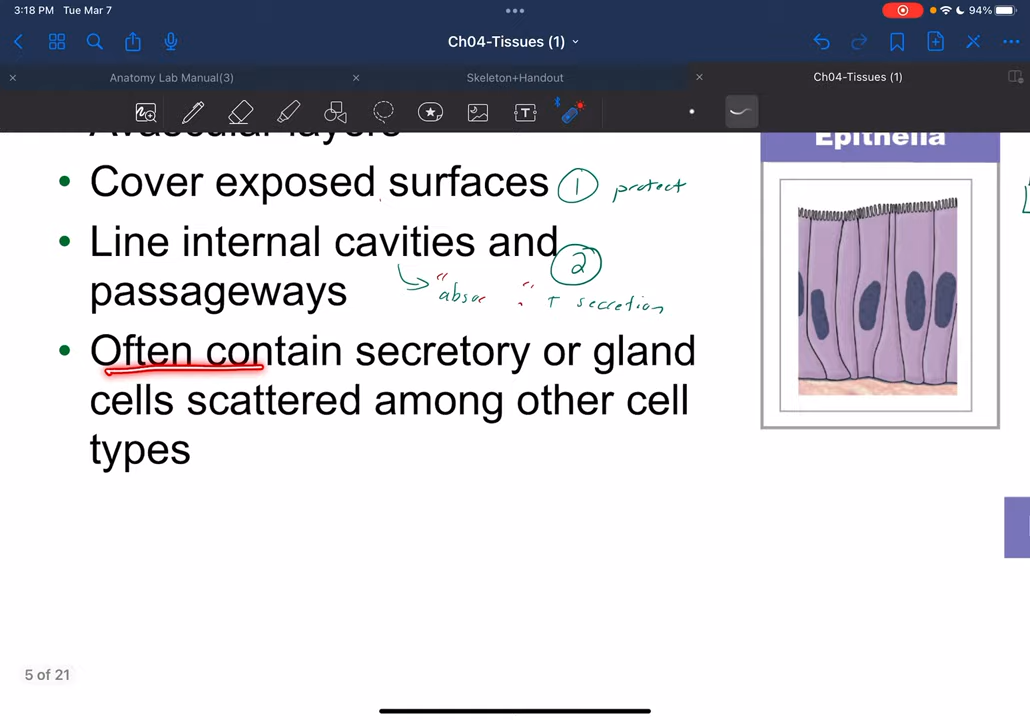 3:18 PM Tue Mar 7
94%
Ch04-Tissues (1)
Anatomy Lab Manual(3)
Skeleton+Handout
Ch04-Tissues (1)
Avascular layers
Epithelia
• Cover exposed surfaces ① protect
• Line internal cavities and
②
passageways
↑ secretion
• Often contain secretory or gland
cells scattered among other cell
types
5 of 21